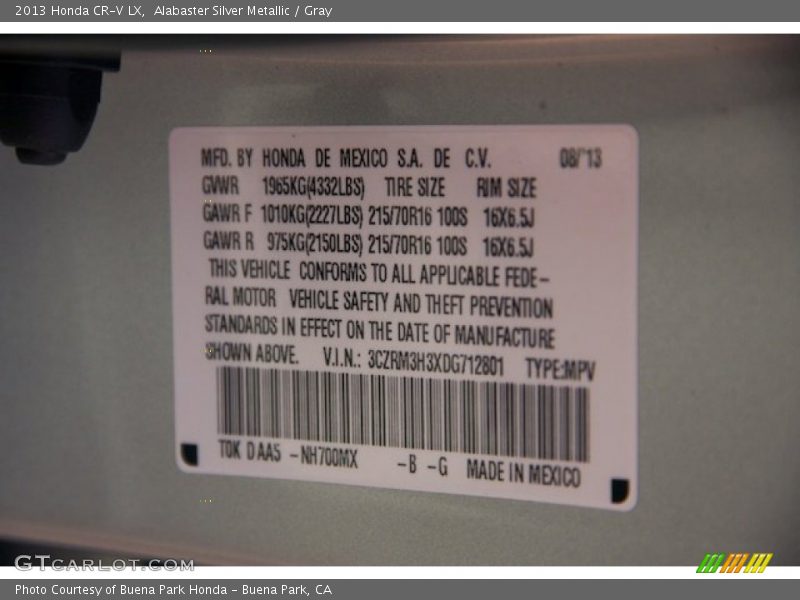 2013 Honda CR-V LX,  Alabaster Silver Metallic / Gray
MFD. BY HONDA DE MEXICO S.A. DE C.V. 08/'13
GVWR 1965KG(4332LBS) TIRE SIZE RIM SIZE
GAWR F 1010KG(2227LBS) 215/70R16 100S 16X6.5J
GAWR R 975KG(2150LBS) 215/70R16 100S 16X6.5J
THIS VEHICLE CONFORMS TO ALL APPLICABLE FEDE-
RAL MOTOR VEHICLE SAFETY AND THEFT PREVENTION
STANDARDS IN EFFECT ON THE DATE OF MANUFACTURE
SHOWN ABOVE. V.I.N.: 3CZRM3H3XDG712801 TYPE:MPV
T0K D AA5 -NH700MX -B -G MADE IN MEXICO
GTCARLOT.COM
Photo Courtesy of Buena Park Honda - Buena Park, CA